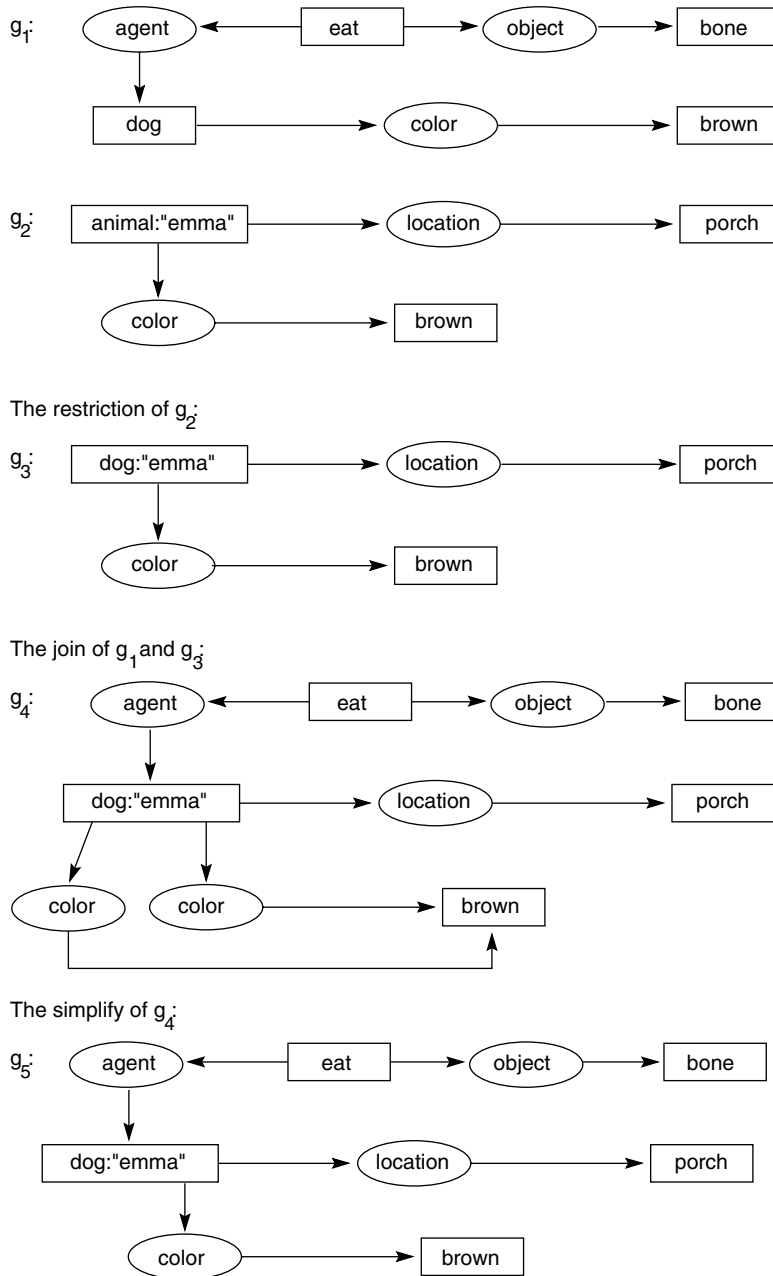 g1: agent eat object bone
dog color brown
g2: animal:"emma" location porch
color brown
The restriction of g2:
g3: dog:"emma" location porch
color brown
The join of g1 and g3:
g4: agent eat object bone
dog:"emma" location porch
color color brown
The simplify of g4:
g5: agent eat object bone
dog:"emma" location porch
color brown